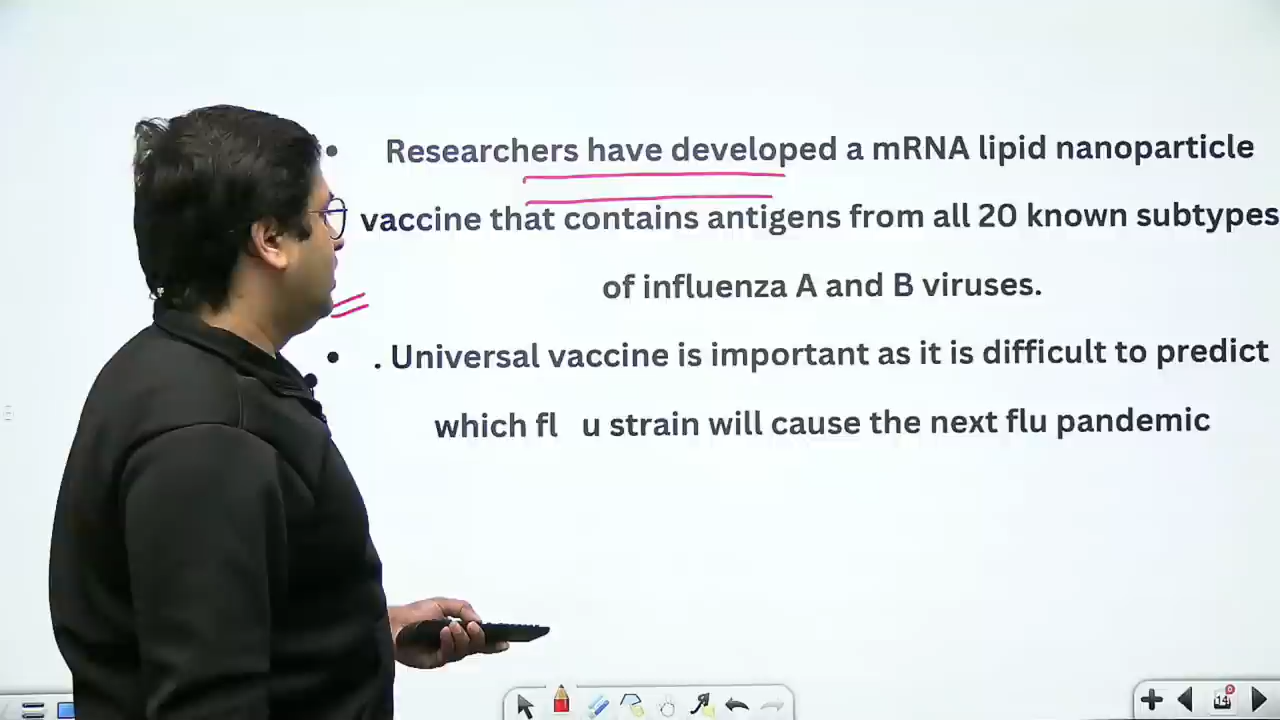 • Researchers have developed a mRNA lipid nanoparticle
vaccine that contains antigens from all 20 known subtypes
of influenza A and B viruses.
• . Universal vaccine is important as it is difficult to predict
which fl u strain will cause the next flu pandemic
14